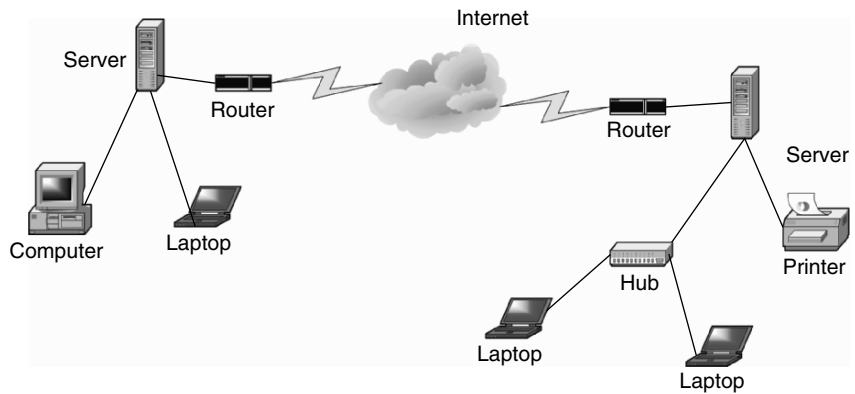 Internet
Server
Router
Router
Server
Computer
Laptop
Hub
Printer
Laptop
Laptop